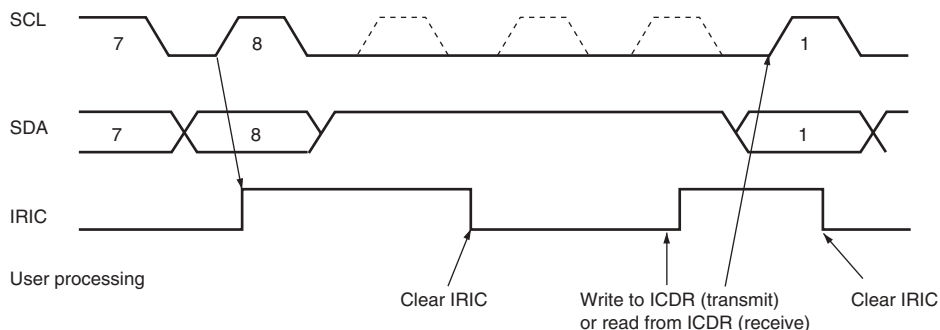 SCL
7
8
1
SDA
7
8
1
IRIC
User processing
Clear IRIC
Write to ICDR (transmit)
or read from ICDR (receive)
Clear IRIC